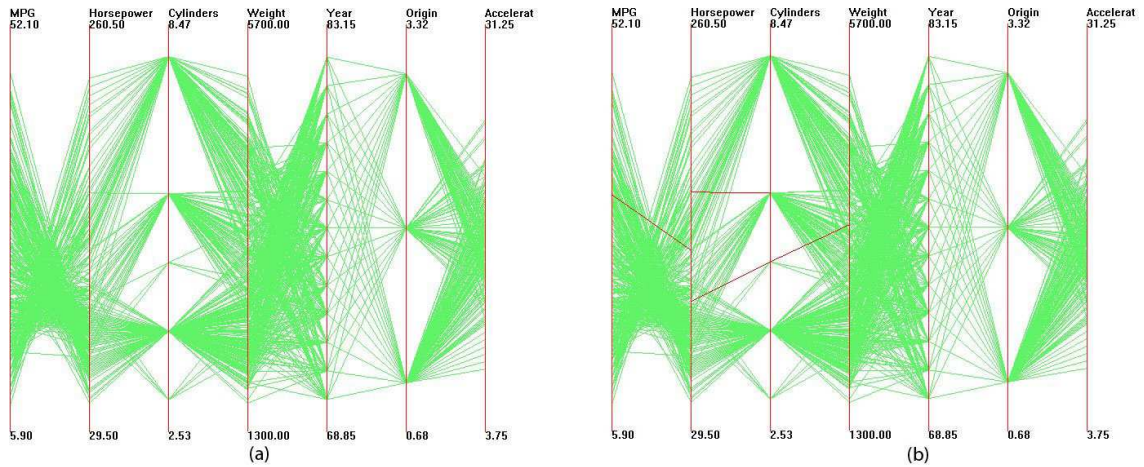 MPG Horsepower Cylinders Weight Year Origin Accelerat
52.10 260.50 8.47 5700.00 83.15 3.32 31.25
5.90 29.50 2.53 1300.00 68.85 0.68 3.75
(a)
MPG Horsepower Cylinders Weight Year Origin Accelerat
52.10 260.50 8.47 5700.00 83.15 3.32 31.25
5.90 29.50 2.53 1300.00 68.85 0.68 3.75
(b)